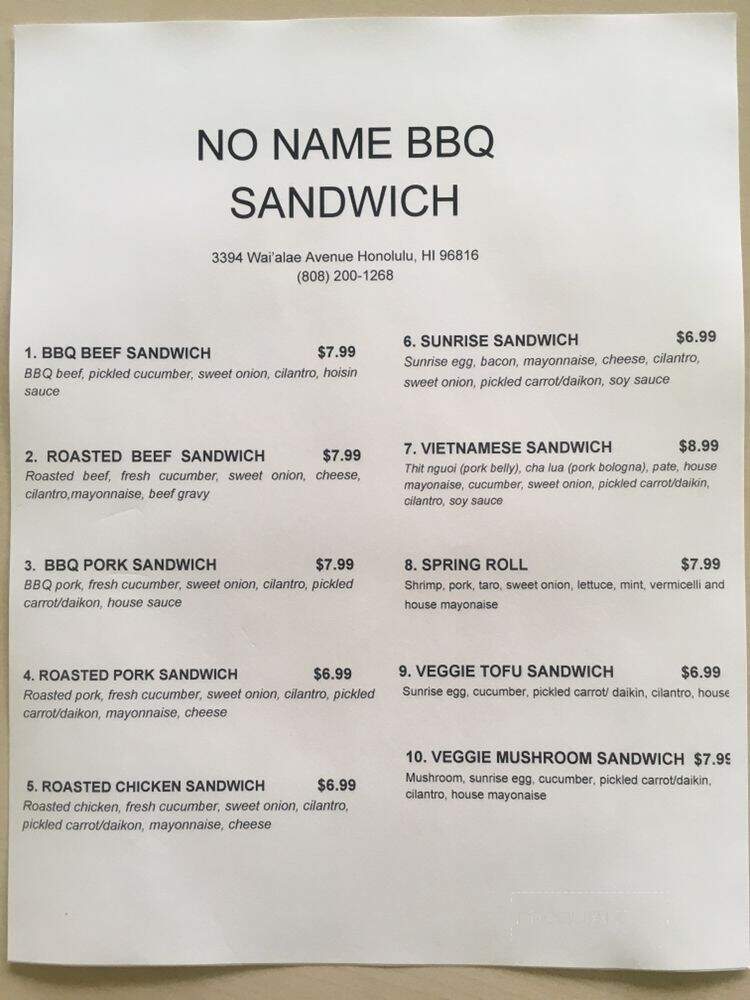 NO NAME BBQ
SANDWICH
3394 Wai'alae Avenue Honolulu, HI 96816
(808) 200-1268
1. BBQ BEEF SANDWICH $7.99
BBQ beef, pickled cucumber, sweet onion, cilantro, hoisin
sauce
2. ROASTED BEEF SANDWICH $7.99
Roasted beef, fresh cucumber, sweet onion, cheese,
cilantro,mayonnaise, beef gravy
3. BBQ PORK SANDWICH $7.99
BBQ pork, fresh cucumber, sweet onion, cilantro, pickled
carrot/daikon, house sauce
4. ROASTED PORK SANDWICH $6.99
Roasted pork, fresh cucumber, sweet onion, cilantro, pickled
carrot/daikon, mayonnaise, cheese
5. ROASTED CHICKEN SANDWICH $6.99
Roasted chicken, fresh cucumber, sweet onion, cilantro,
pickled carrot/daikon, mayonnaise, cheese
6. SUNRISE SANDWICH $6.99
Sunrise egg, bacon, mayonnaise, cheese, cilantro,
sweet onion, pickled carrot/daikon, soy sauce
7. VIETNAMESE SANDWICH $8.99
Thit nguoi (pork belly), cha lua (pork bologna), pate, house
mayonaise, cucumber, sweet onion, pickled carrot/daikin,
cilantro, soy sauce
8. SPRING ROLL $7.99
Shrimp, pork, taro, sweet onion, lettuce, mint, vermicelli and
house mayonaise
9. VEGGIE TOFU SANDWICH $6.99
Sunrise egg, cucumber, pickled carrot/ daikin, cilantro, house
10. VEGGIE MUSHROOM SANDWICH $7.99
Mushroom, sunrise egg, cucumber, pickled carrot/daikin,
cilantro, house mayonaise